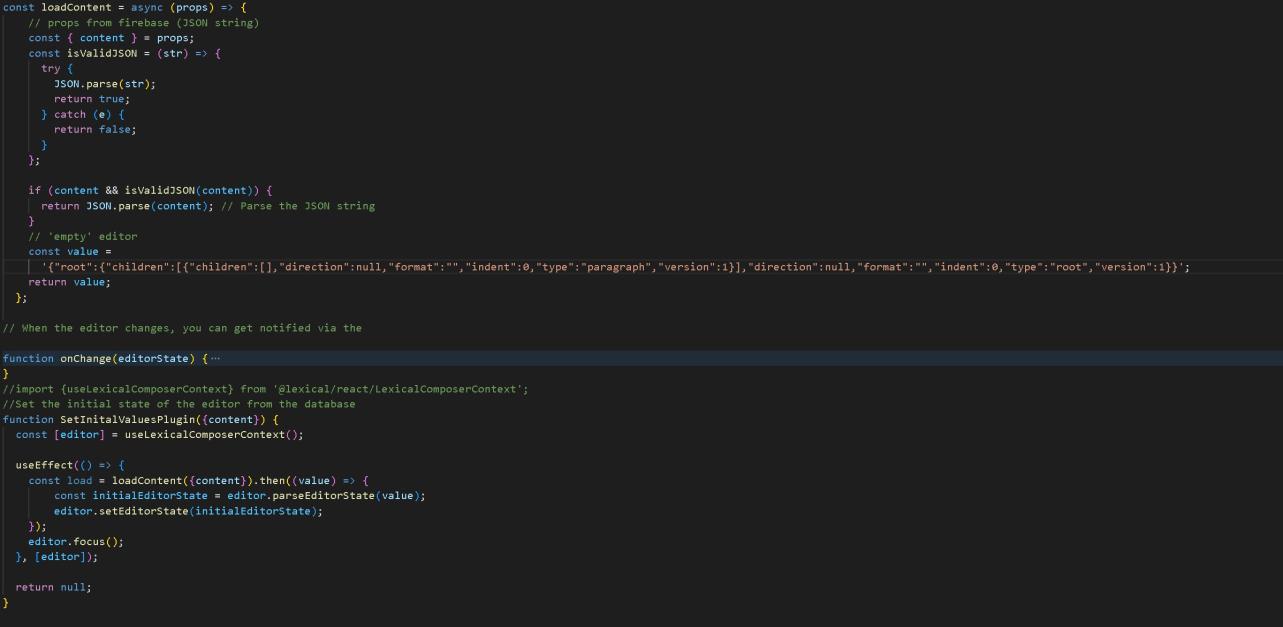 const loadContent = async (props) => {
    // props from firebase (JSON string)
    const { content } = props;
    const isValidJSON = (str) => {
      try {
        JSON.parse(str);
        return true;
      } catch (e) {
        return false;
      }
    };

    if (content && isValidJSON(content)) {
      return JSON.parse(content); // Parse the JSON string
    }
    // 'empty' editor
    const value =
      '{"root":{"children":[{"children":[],"direction":null,"format":"","indent":0,"type":"paragraph","version":1}],"direction":null,"format":"","indent":0,"type":"root","version":1}}';
    return value;
  };

// When the editor changes, you can get notified via the

function onChange(editorState) {···
}
//import {useLexicalComposerContext} from '@lexical/react/LexicalComposerContext';
//Set the initial state of the editor from the database
function SetInitalValuesPlugin({content}) {
  const [editor] = useLexicalComposerContext();

  useEffect(() => {
    const load = loadContent({content}).then((value) => {
        const initialEditorState = editor.parseEditorState(value);
        editor.setEditorState(initialEditorState);
    });
    editor.focus();
  }, [editor]);

  return null;
}